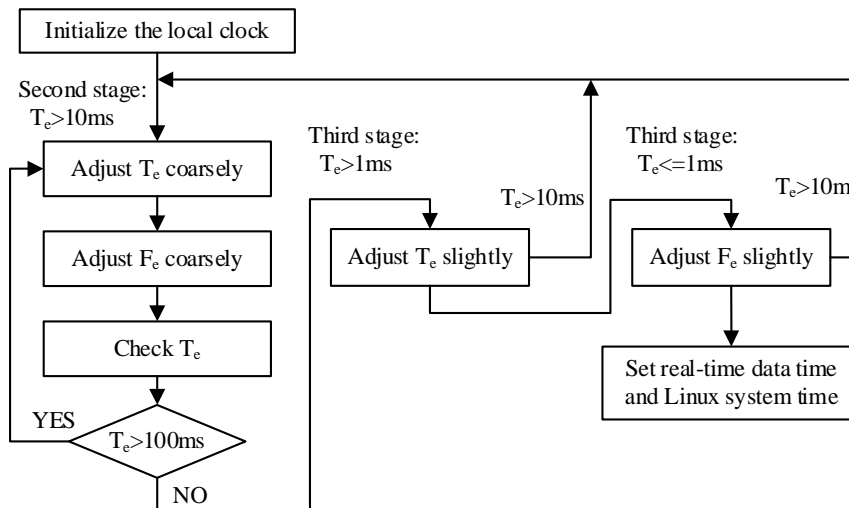 Initialize the local clock
Second stage:
Tₑ>10ms
Adjust Tₑ coarsely
Adjust Fₑ coarsely
Check Tₑ
YES
Tₑ>100ms
NO
Third stage:
Tₑ>1ms
Adjust Tₑ slightly
Tₑ>10ms
Third stage:
Tₑ<=1ms
Tₑ>10m
Adjust Fₑ slightly
Set real-time data time
and Linux system time